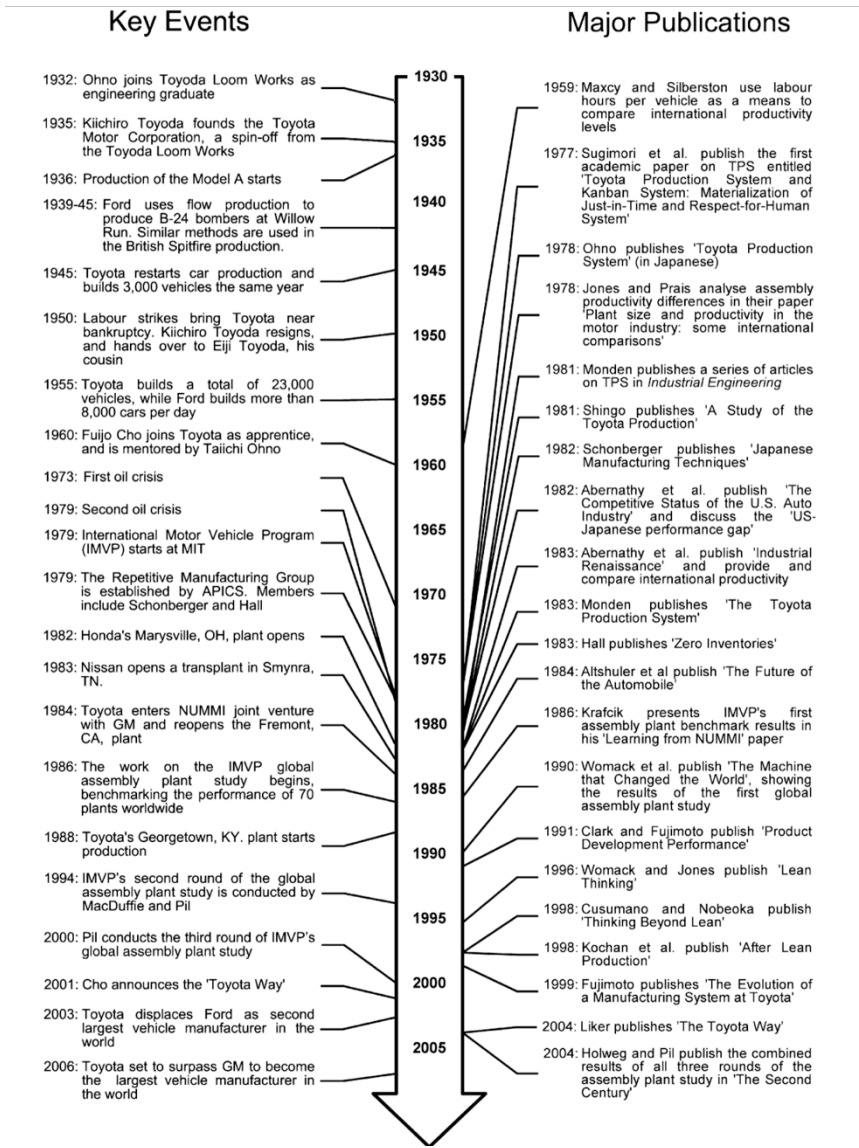 Key Events
1932: Ohno joins Toyoda Loom Works as
engineering graduate
1935: Kiichiro Toyoda founds the Toyota
Motor Corporation, a spin-off from
the Toyoda Loom Works
1936: Production of the Model A starts
1939-45: Ford uses flow production to
produce B-24 bombers at Willow
Run. Similar methods are used in
the British Spitfire production.
1945: Toyota restarts car production and
builds 3,000 vehicles the same year
1950: Labour strikes bring Toyota near
bankruptcy. Kiichiro Toyoda resigns,
and hands over to Eiji Toyoda, his
cousin
1955: Toyota builds a total of 23,000
vehicles, while Ford builds more than
8,000 cars per day
1960: Fuijo Cho joins Toyota as apprentice,
and is mentored by Taiichi Ohno
1973: First oil crisis
1979: Second oil crisis
1979: International Motor Vehicle Program
(IMVP) starts at MIT
1979: The Repetitive Manufacturing Group
is established by APICS. Members
include Schonberger and Hall
1982: Honda's Marysville, OH, plant opens
1983: Nissan opens a transplant in Smynra,
TN.
1984: Toyota enters NUMMI joint venture
with GM and reopens the Fremont,
CA, plant
1986: The work on the IMVP global
assembly plant study begins,
benchmarking the performance of 70
plants worldwide
1988: Toyota's Georgetown, KY. plant starts
production
1994: IMVP's second round of the global
assembly plant study is conducted by
MacDuffie and Pil
2000: Pil conducts the third round of IMVP's
global assembly plant study
2001: Cho announces the 'Toyota Way'
2003: Toyota displaces Ford as second
largest vehicle manufacturer in the
world
2006: Toyota set to surpass GM to become
the largest vehicle manufacturer in
the world
1930
1935
1940
1945
1950
1955
1960
1965
1970
1975
1980
1985
1990
1995
2000
2005
Major Publications
1959: Maxcy and Silberston use labour
hours per vehicle as a means to
compare international productivity
levels
1977: Sugimori et al. publish the first
academic paper on TPS entitled
'Toyota Production System and
Kanban System: Materialization of
Just-in-Time and Respect-for-Human
System'
1978: Ohno publishes 'Toyota Production
System' (in Japanese)
1978: Jones and Prais analyse assembly
productivity differences in their paper
'Plant size and productivity in the
motor industry: some international
comparisons'
1981: Monden publishes a series of articles
on TPS in Industrial Engineering
1981: Shingo publishes 'A Study of the
Toyota Production'
1982: Schonberger publishes 'Japanese
Manufacturing Techniques'
1982: Abernathy et al. publish 'The
Competitive Status of the U.S. Auto
Industry' and discuss the 'US-
Japanese performance gap'
1983: Abernathy et al. publish 'Industrial
Renaissance' and provide and
compare international productivity
1983: Monden publishes 'The Toyota
Production System'
1983: Hall publishes 'Zero Inventories'
1984: Altshuler et al publish 'The Future of
the Automobile'
1986: Krafcik presents IMVP's first
assembly plant benchmark results in
his 'Learning from NUMMI' paper
1990: Womack et al. publish 'The Machine
that Changed the World', showing
the results of the first global
assembly plant study
1991: Clark and Fujimoto publish 'Product
Development Performance'
1996: Womack and Jones publish 'Lean
Thinking'
1998: Cusumano and Nobeoka publish
'Thinking Beyond Lean'
1998: Kochan et al. publish 'After Lean
Production'
1999: Fujimoto publishes 'The Evolution of
a Manufacturing System at Toyota'
2004: Liker publishes 'The Toyota Way'
2004: Holweg and Pil publish the combined
results of all three rounds of the
assembly plant study in 'The Second
Century'